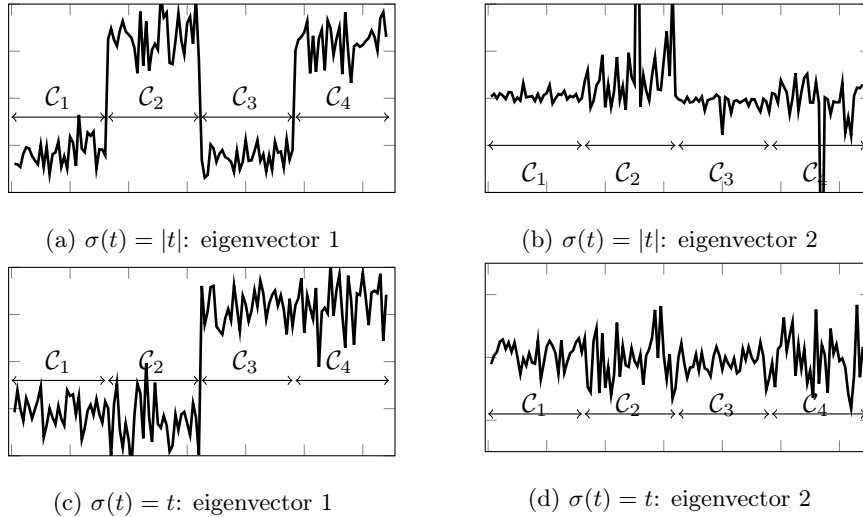 𝒞₁ 𝒞₂ 𝒞₃ 𝒞₄
(a) σ(t) = |t|: eigenvector 1
𝒞₁ 𝒞₂ 𝒞₃ 𝒞₄
(b) σ(t) = |t|: eigenvector 2
𝒞₁ 𝒞₂ 𝒞₃ 𝒞₄
(c) σ(t) = t: eigenvector 1
𝒞₁ 𝒞₂ 𝒞₃ 𝒞₄
(d) σ(t) = t: eigenvector 2